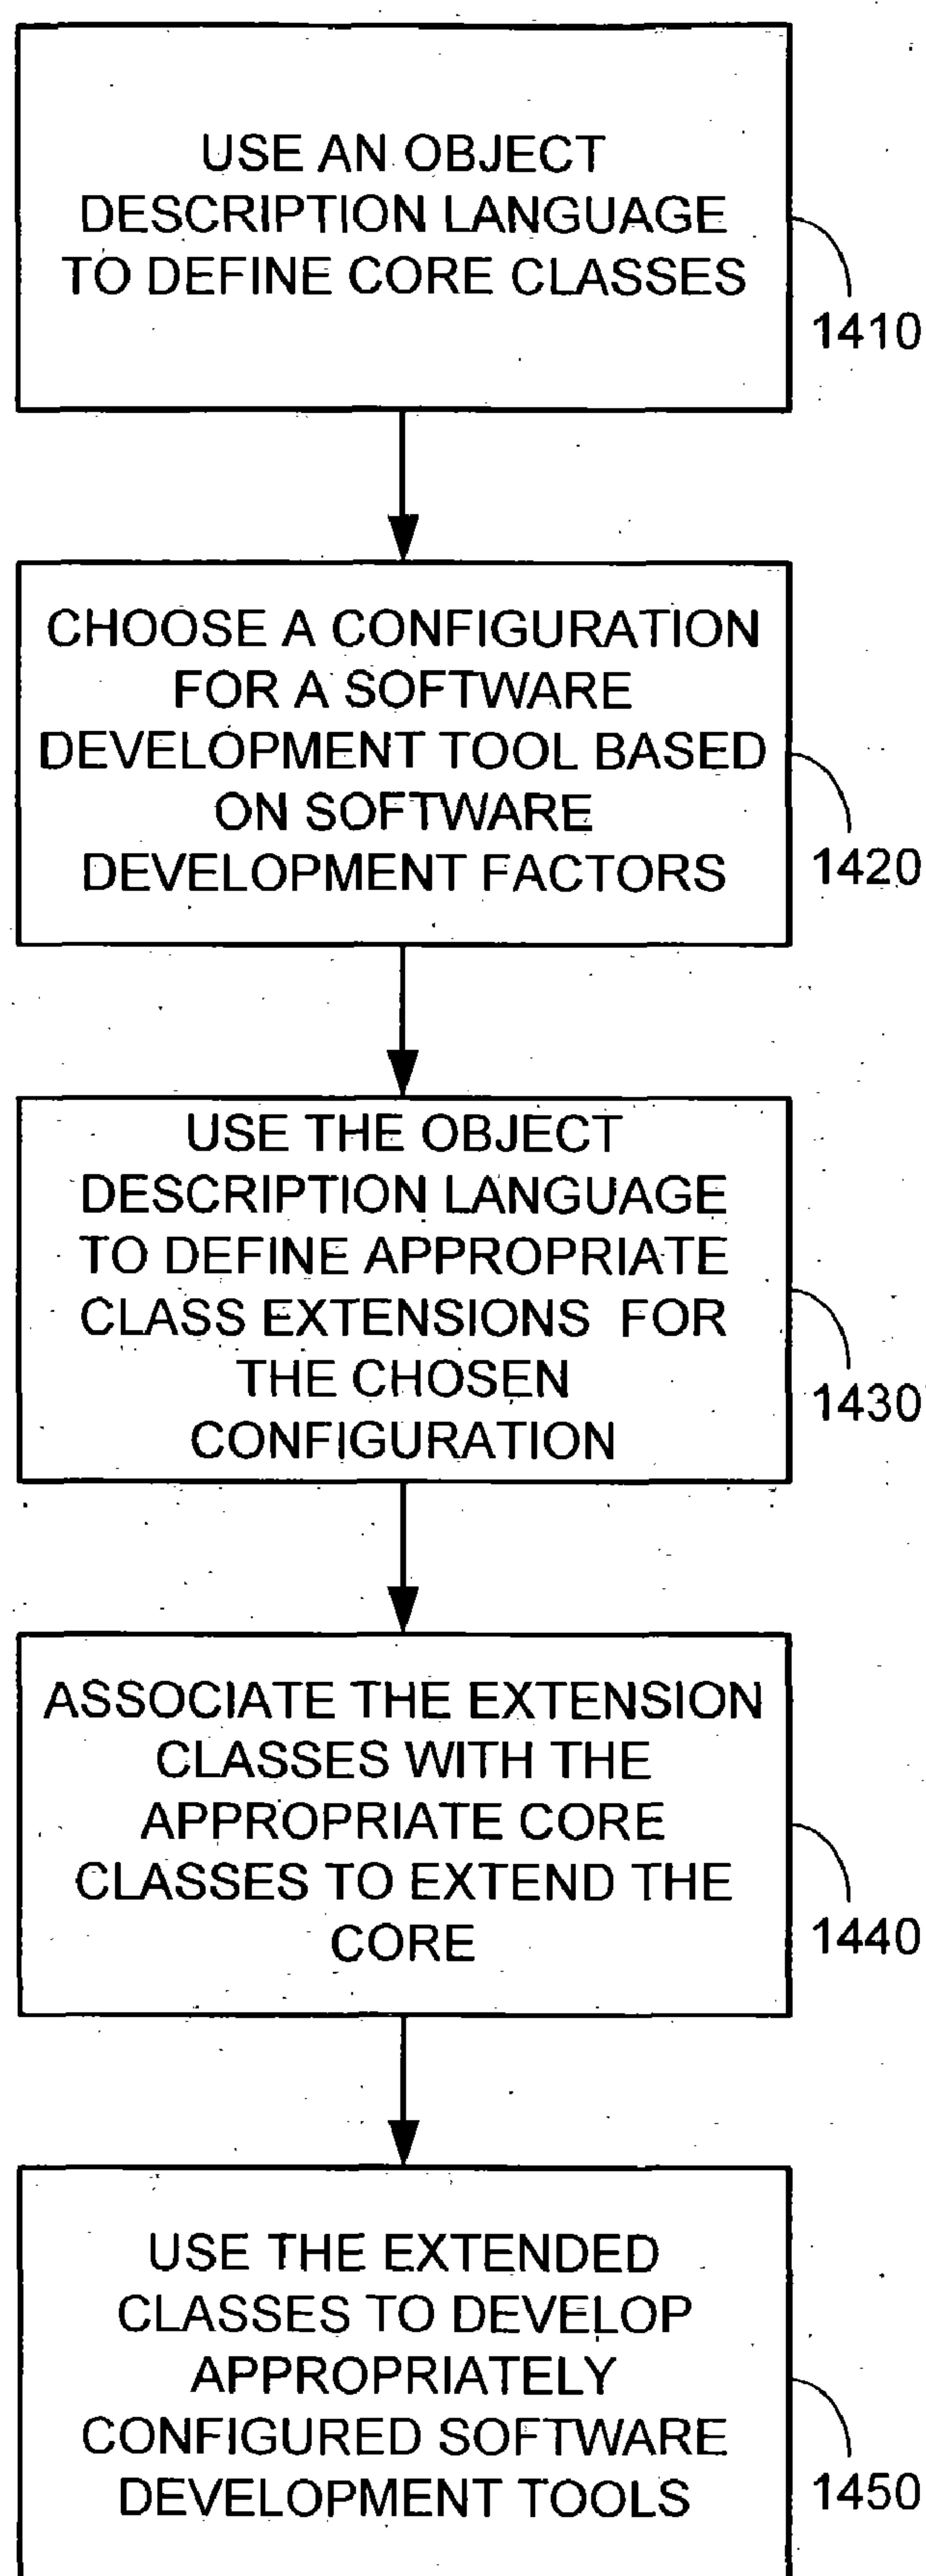 USE AN OBJECT
DESCRIPTION LANGUAGE
TO DEFINE CORE CLASSES
1410
CHOOSE A CONFIGURATION
FOR A SOFTWARE
DEVELOPMENT TOOL BASED
ON SOFTWARE
DEVELOPMENT FACTORS
1420
USE THE OBJECT
DESCRIPTION LANGUAGE
TO DEFINE APPROPRIATE
CLASS EXTENSIONS FOR
THE CHOSEN
CONFIGURATION
1430
ASSOCIATE THE EXTENSION
CLASSES WITH THE
APPROPRIATE CORE
CLASSES TO EXTEND THE
CORE
1440
USE THE EXTENDED
CLASSES TO DEVELOP
APPROPRIATELY
CONFIGURED SOFTWARE
DEVELOPMENT TOOLS
1450